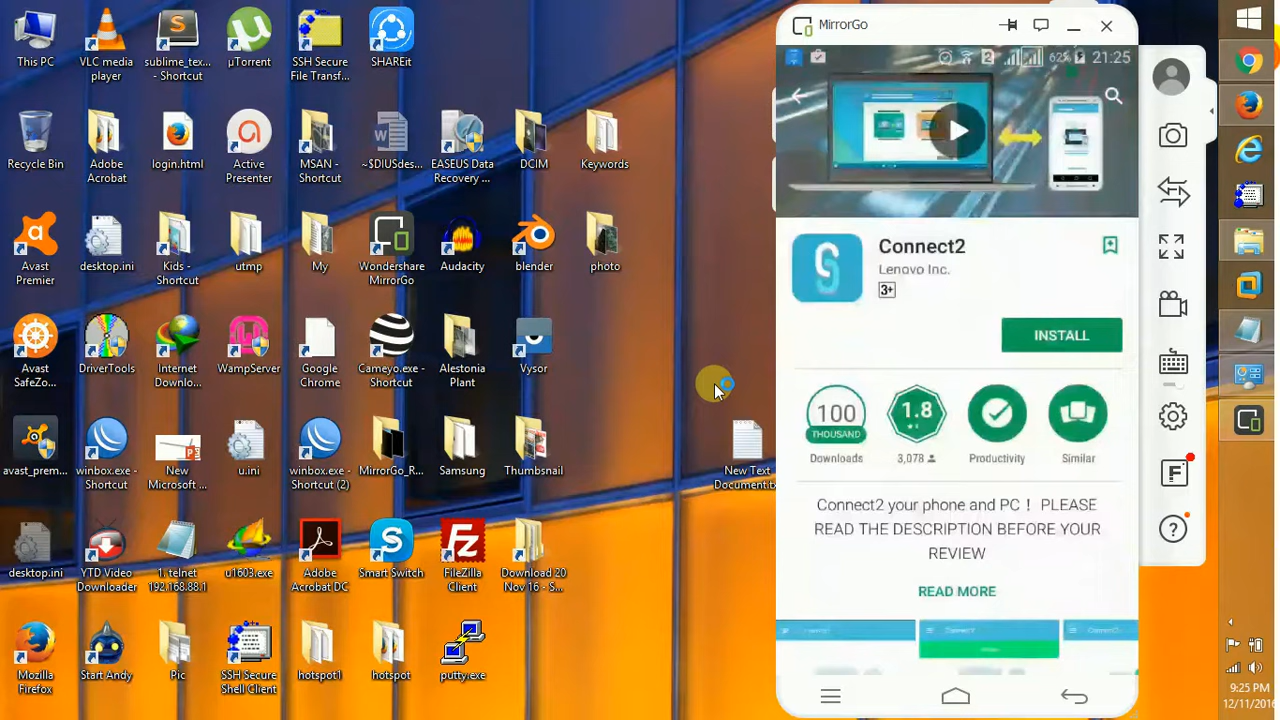 This PC
VLC media
player
sublime_tex...
- Shortcut
µTorrent
SSH Secure
File Transf...
SHAREit
Recycle Bin
Adobe
Acrobat
login.html
Active
Presenter
MSAN -
Shortcut
EASEUS Data
Recovery ...
DCIM
Keywords
Avast
Premier
desktop.ini
Kids -
Shortcut
utmp
My
Wondershare
MirrorGo
Audacity
blender
photo
Avast
SafeZo...
DriverTools
Internet
Downlo...
WampServer
Google
Chrome
Cameyo.exe -
Shortcut
Alestena
Plant
Vysor
avast_prem...
winbox.exe -
Shortcut
New
Microsoft ...
u.ini
winbox.exe -
Shortcut (2)
MirrorGo_R...
Samsung
Thumbnail
New Text
Document.tx
desktop.ini
YTD Video
Downloader
1. telnet
192.168.88.1
u1603.exe
Adobe
Acrobat DC
Smart Switch
FileZilla
Client
Download 20
Nov 16 - S...
Mozilla
Firefox
Start Andy
Pic
SSH Secure
Shell Client
hotspot1
hotspot
putty.exe
MirrorGo
2
62%
21:25
Connect2
Lenovo Inc.
3+
INSTALL
100
THOUSAND
Downloads
1.8
3,078
Productivity
Similar
Connect2 your phone and PC！ PLEASE
READ THE DESCRIPTION BEFORE YOUR
REVIEW
READ MORE
9:25 PM
12/11/2016